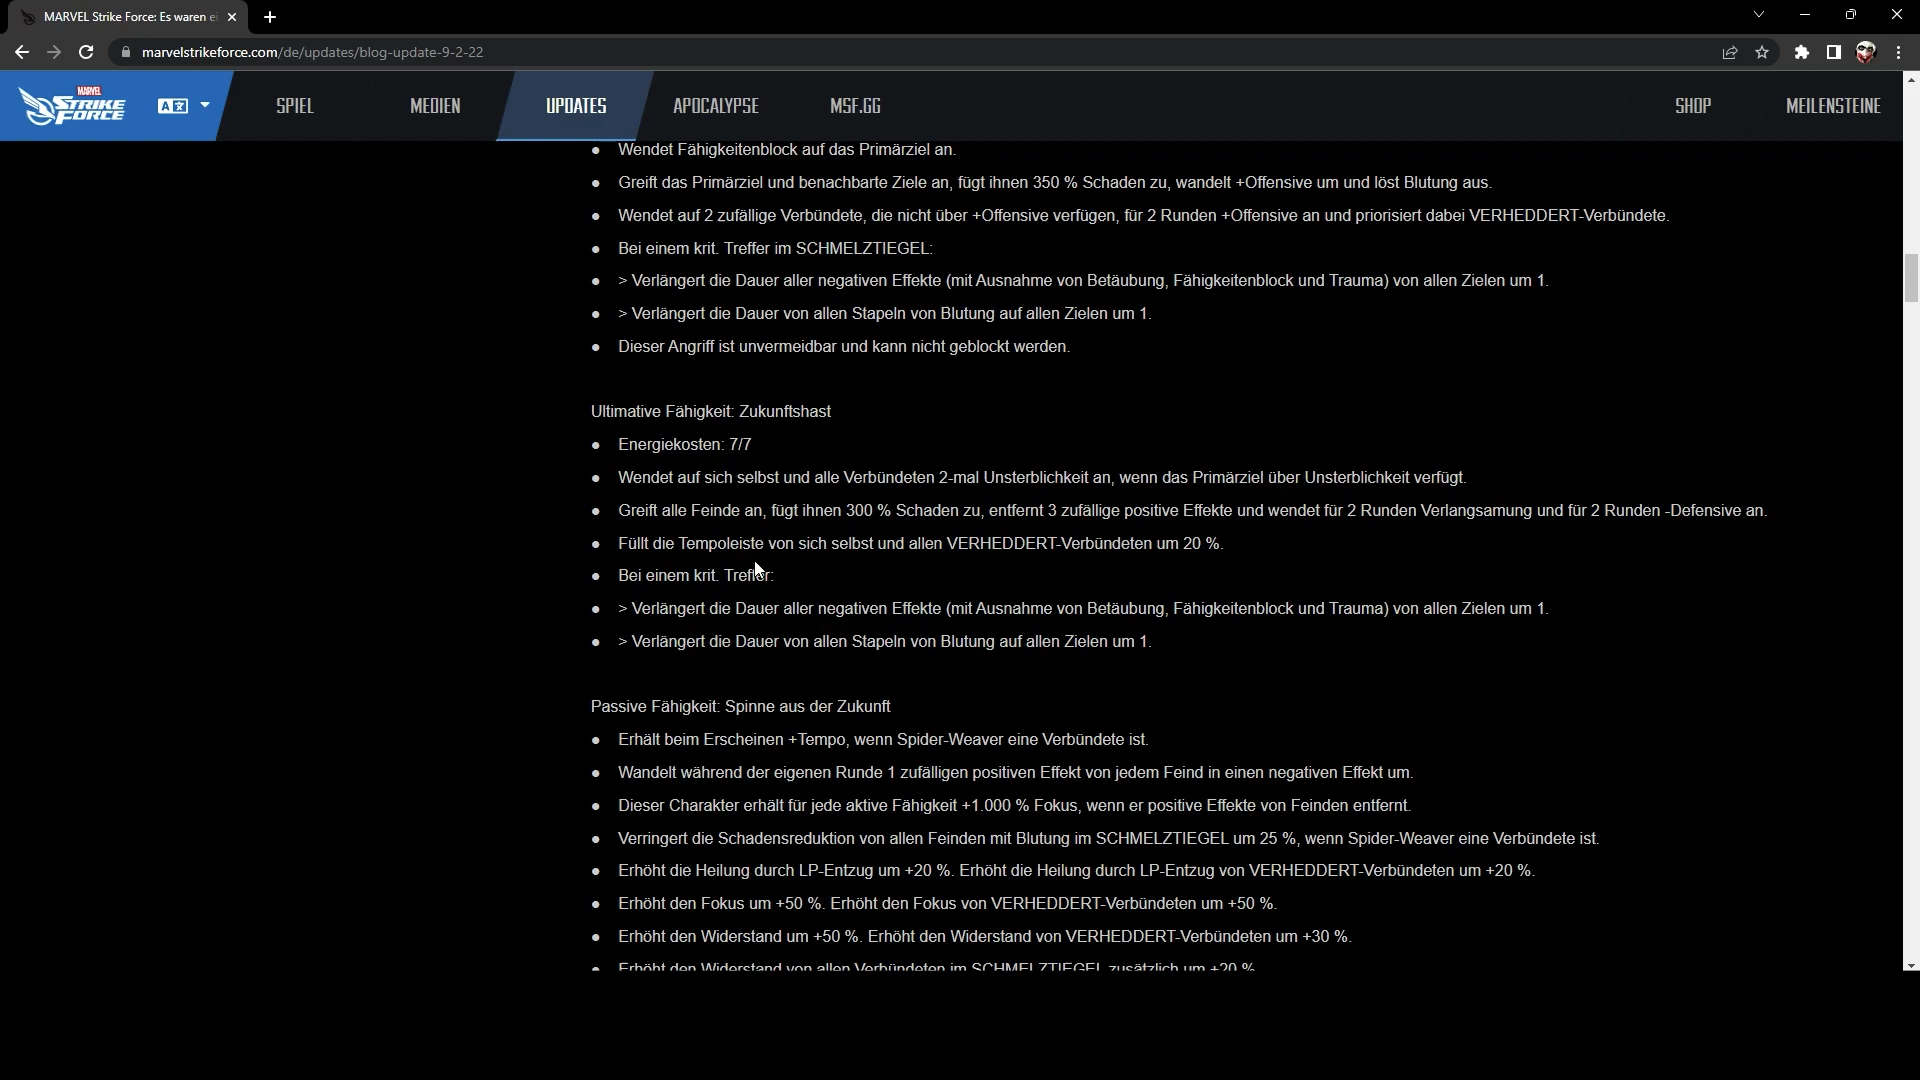 MARVEL Strike Force: Es waren ei
marvelstrikeforce.com/de/updates/blog-update-9-2-22
MARVEL
STRIKE
FORCE
SPIEL
MEDIEN
UPDATES
APOCALYPSE
MSF.GG
SHOP
MEILENSTEINE
• Wendet Fähigkeitenblock auf das Primärziel an.
• Greift das Primärziel und benachbarte Ziele an, fügt ihnen 350 % Schaden zu, wandelt +Offensive um und löst Blutung aus.
• Wendet auf 2 zufällige Verbündete, die nicht über +Offensive verfügen, für 2 Runden +Offensive an und priorisiert dabei VERHEDDERT-Verbündete.
• Bei einem krit. Treffer im SCHMELZTIEGEL:
• > Verlängert die Dauer aller negativen Effekte (mit Ausnahme von Betäubung, Fähigkeitenblock und Trauma) von allen Zielen um 1.
• > Verlängert die Dauer von allen Stapeln von Blutung auf allen Zielen um 1.
• Dieser Angriff ist unvermeidbar und kann nicht geblockt werden.
Ultimative Fähigkeit: Zukunftshast
• Energiekosten: 7/7
• Wendet auf sich selbst und alle Verbündeten 2-mal Unsterblichkeit an, wenn das Primärziel über Unsterblichkeit verfügt.
• Greift alle Feinde an, fügt ihnen 300 % Schaden zu, entfernt 3 zufällige positive Effekte und wendet für 2 Runden Verlangsamung und für 2 Runden -Defensive an.
• Füllt die Tempoleiste von sich selbst und allen VERHEDDERT-Verbündeten um 20 %.
• Bei einem krit. Treffer:
• > Verlängert die Dauer aller negativen Effekte (mit Ausnahme von Betäubung, Fähigkeitenblock und Trauma) von allen Zielen um 1.
• > Verlängert die Dauer von allen Stapeln von Blutung auf allen Zielen um 1.
Passive Fähigkeit: Spinne aus der Zukunft
• Erhält beim Erscheinen +Tempo, wenn Spider-Weaver eine Verbündete ist.
• Wandelt während der eigenen Runde 1 zufälligen positiven Effekt von jedem Feind in einen negativen Effekt um.
• Dieser Charakter erhält für jede aktive Fähigkeit +1.000 % Fokus, wenn er positive Effekte von Feinden entfernt.
• Verringert die Schadensreduktion von allen Feinden mit Blutung im SCHMELZTIEGEL um 25 %, wenn Spider-Weaver eine Verbündete ist.
• Erhöht die Heilung durch LP-Entzug um +20 %. Erhöht die Heilung durch LP-Entzug von VERHEDDERT-Verbündeten um +20 %.
• Erhöht den Fokus um +50 %. Erhöht den Fokus von VERHEDDERT-Verbündeten um +50 %.
• Erhöht den Widerstand um +50 %. Erhöht den Widerstand von VERHEDDERT-Verbündeten um +30 %.
• Erhöht den Widerstand von allen Verbündeten im SCHMELZTIEGEL zusätzlich um +20 %